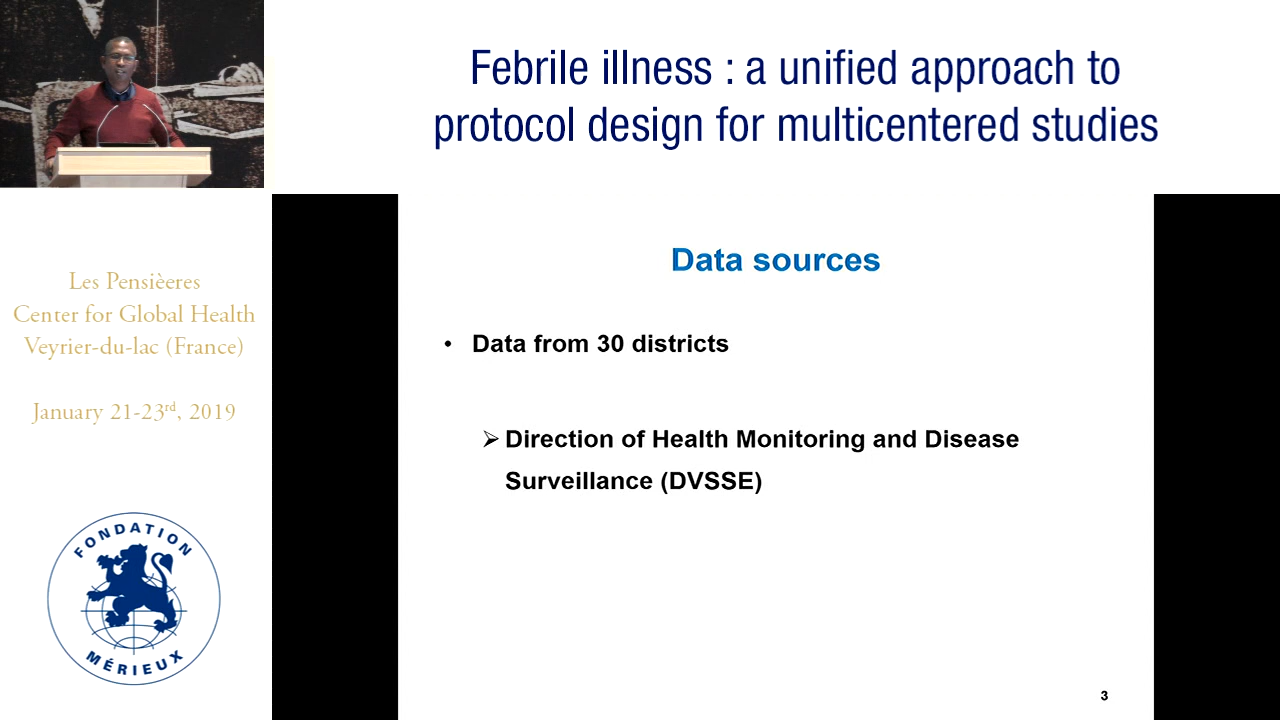 Febrile illness : a unified approach to
protocol design for multicentered studies
Les Pensièeres
Center for Global Health
Veyrier-du-lac (France)
January 21-23rd, 2019
FONDATION
MÉRIEUX
Data sources
• Data from 30 districts
➢ Direction of Health Monitoring and Disease
Surveillance (DVSSE)
3